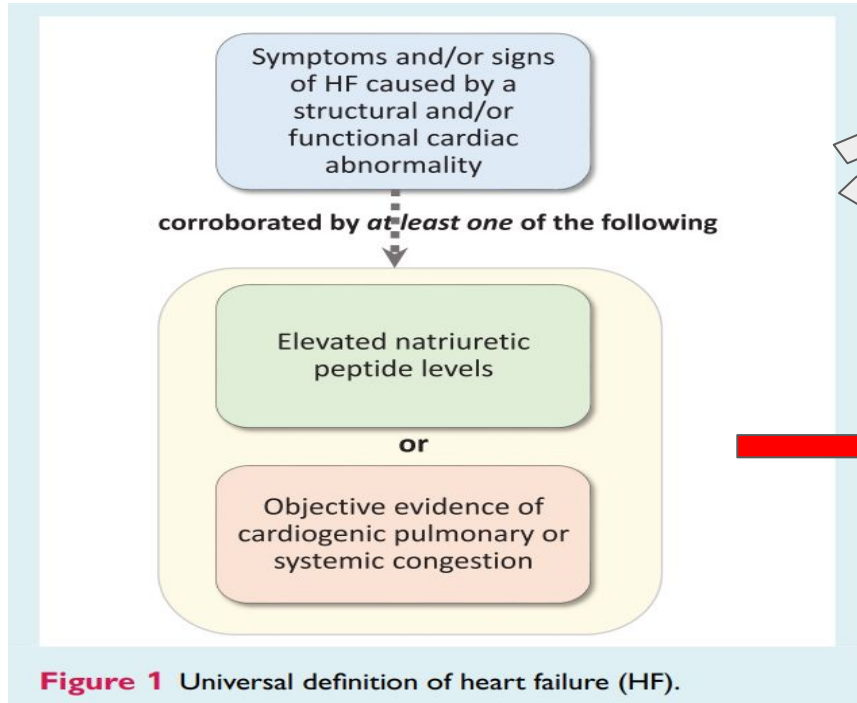 Symptoms and/or signs
of HF caused by a
structural and/or
functional cardiac
abnormality
corroborated by at least one of the following
Elevated natriuretic
peptide levels
or
Objective evidence of
cardiogenic pulmonary or
systemic congestion
Figure 1 Universal definition of heart failure (HF).